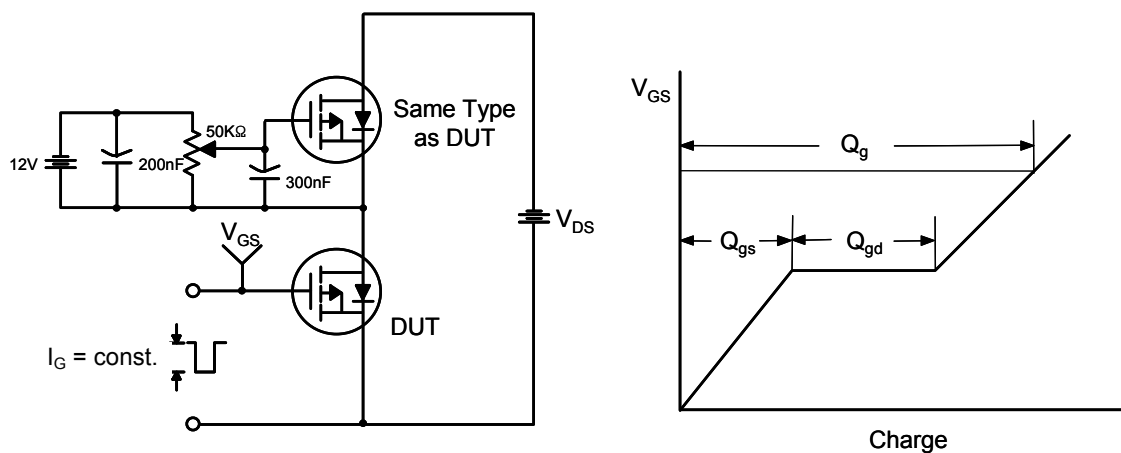 12V
200nF
50KΩ
300nF
Same Type
as DUT
V_DS
V_GS
DUT
I_G = const.
V_GS
Q_g
Q_gs
Q_gd
Charge